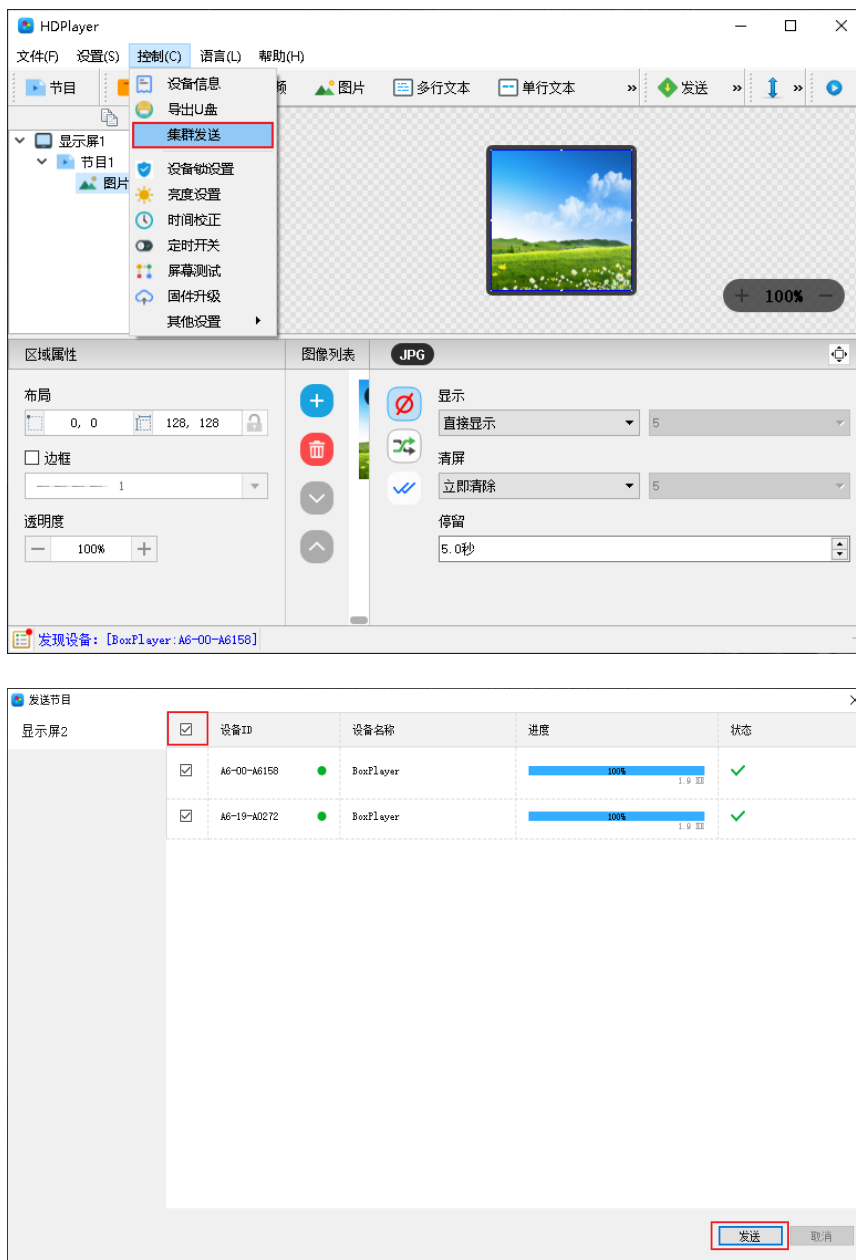 HDPlayer
文件(F) 设置(S) 控制(C) 语言(L) 帮助(H)
节目 频 图片 多行文本 单行文本 » 发送 » »
设备信息
导出U盘
集群发送
设备锁设置
亮度设置
时间校正
定时开关
屏幕测试
固件升级
其他设置
显示屏1
节目1
图片
+ 100% −
区域属性 图像列表 JPG
布局
0, 0 128, 128
边框
1
透明度
100%
显示
直接显示 5
清屏
立即清除 5
停留
5.0秒
发现设备: [BoxPlayer:A6-00-A6158]
发送节目
显示屏2 设备ID 设备名称 进度 状态
A6-00-A6158 BoxPlayer 100%
1.9 KB
A6-19-A0272 BoxPlayer 100%
1.9 KB
发送 取消